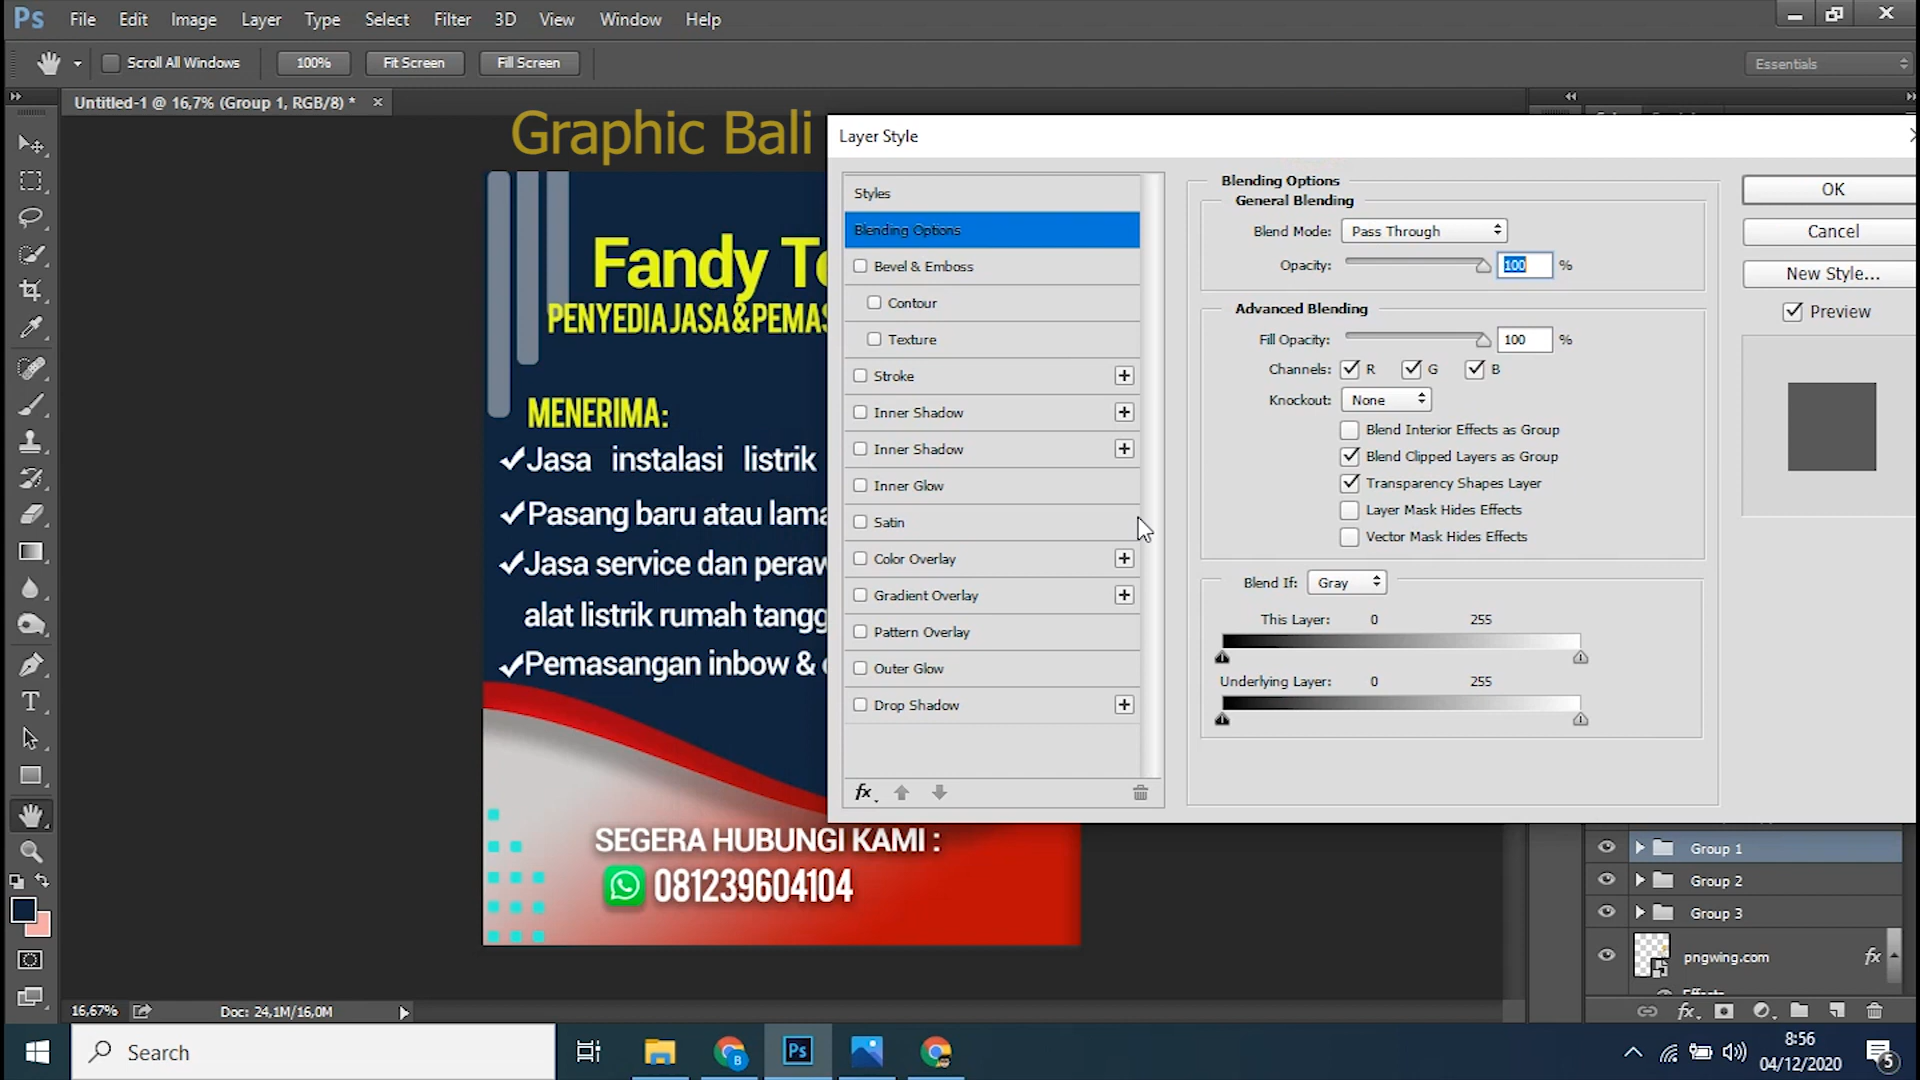 Ps File Edit Image Layer Type Select Filter 3D View Window Help
Scroll All Windows 100% Fit Screen Fill Screen Essentials
Untitled-1 @ 16,7% (Group 1, RGB/8) * ×
Graphic Bali
Fandy
PENYEDIA JASA &
MENERIMA:
Jasa instalasi listrik
Pasang baru atau
Jasa service dan
alat listrik rumah
Pemasangan inbow &
SEGERA HUBUNGI KAMI :
081239604104
Layer Style
Styles
Blending Options
Bevel & Emboss
Contour
Texture
Stroke
Inner Shadow
Inner Shadow
Inner Glow
Satin
Color Overlay
Gradient Overlay
Pattern Overlay
Outer Glow
Drop Shadow
fx
Blending Options
General Blending
Blend Mode: Pass Through
Opacity: 100 %
Advanced Blending
Fill Opacity: 100 %
Channels: R G B
Knockout: None
Blend Interior Effects as Group
Blend Clipped Layers as Group
Transparency Shapes Layer
Layer Mask Hides Effects
Vector Mask Hides Effects
Blend If: Gray
This Layer: 0 255
Underlying Layer: 0 255
OK
Cancel
New Style...
Preview
Group 1
Group 2
Group 3
pngwing.com fx
Effects
fx
16,67% Doc: 24,1M/16,0M
Search
Ps
B
8:56
04/12/2020
5